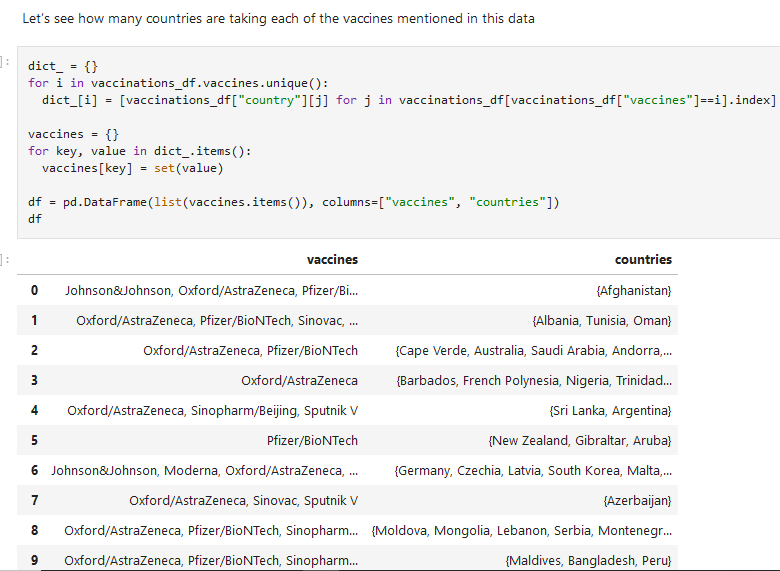 Let's see how many countries are taking each of the vaccines mentioned in this data
]:
dict_ = {}
for i in vaccinations_df.vaccines.unique():
  dict_[i] = [vaccinations_df["country"][j] for j in vaccinations_df[vaccinations_df["vaccines"]==i].index]
vaccines = {}
for key, value in dict_.items():
  vaccines[key] = set(value)
df = pd.DataFrame(list(vaccines.items()), columns=["vaccines", "countries"])
df
]:
vaccines countries
0 Johnson&Johnson, Oxford/AstraZeneca, Pfizer/Bi... {Afghanistan}
1 Oxford/AstraZeneca, Pfizer/BioNTech, Sinovac, ... {Albania, Tunisia, Oman}
2 Oxford/AstraZeneca, Pfizer/BioNTech {Cape Verde, Australia, Saudi Arabia, Andorra,...
3 Oxford/AstraZeneca {Barbados, French Polynesia, Nigeria, Trinidad...
4 Oxford/AstraZeneca, Sinopharm/Beijing, Sputnik V {Sri Lanka, Argentina}
5 Pfizer/BioNTech {New Zealand, Gibraltar, Aruba}
6 Johnson&Johnson, Moderna, Oxford/AstraZeneca, ... {Germany, Czechia, Latvia, South Korea, Malta,...
7 Oxford/AstraZeneca, Sinovac, Sputnik V {Azerbaijan}
8 Oxford/AstraZeneca, Pfizer/BioNTech, Sinopharm... {Moldova, Mongolia, Lebanon, Serbia, Montenegr...
9 Oxford/AstraZeneca, Pfizer/BioNTech, Sinopharm... {Maldives, Bangladesh, Peru}